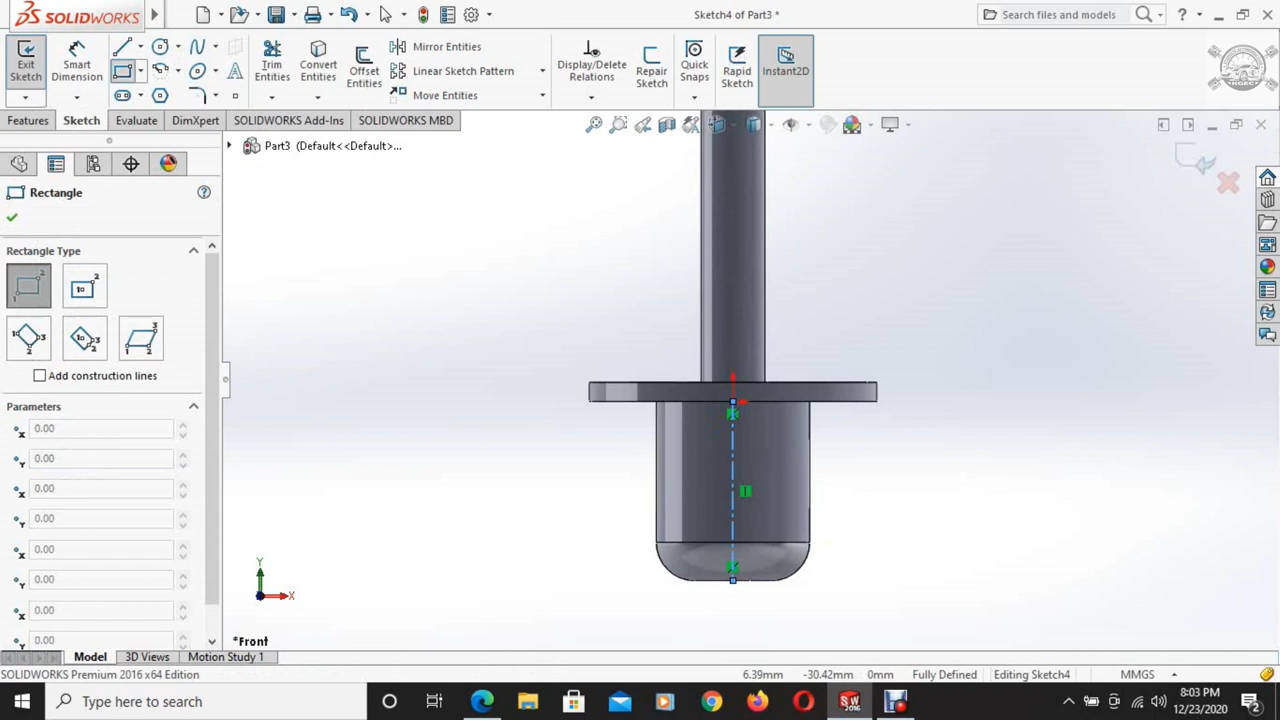 SOLIDWORKS
Sketch4 of Part3 *
Search files and models
Exit Sketch
Smart Dimension
Trim Entities
Convert Entities
Offset Entities
Mirror Entities
Linear Sketch Pattern
Move Entities
Display/Delete Relations
Repair Sketch
Quick Snaps
Rapid Sketch
Instant2D
Features
Sketch
Evaluate
DimXpert
SOLIDWORKS Add-Ins
SOLIDWORKS MBD
Part3 (Default<<Default>...
Rectangle
Rectangle Type
Add construction lines
Parameters
0.00
0.00
0.00
0.00
0.00
0.00
0.00
0.00
Y
X
*Front
Model
3D Views
Motion Study 1
SOLIDWORKS Premium 2016 x64 Edition
6.39mm
-30.42mm
0mm
Fully Defined
Editing Sketch4
MMGS
Type here to search
8:03 PM
12/23/2020